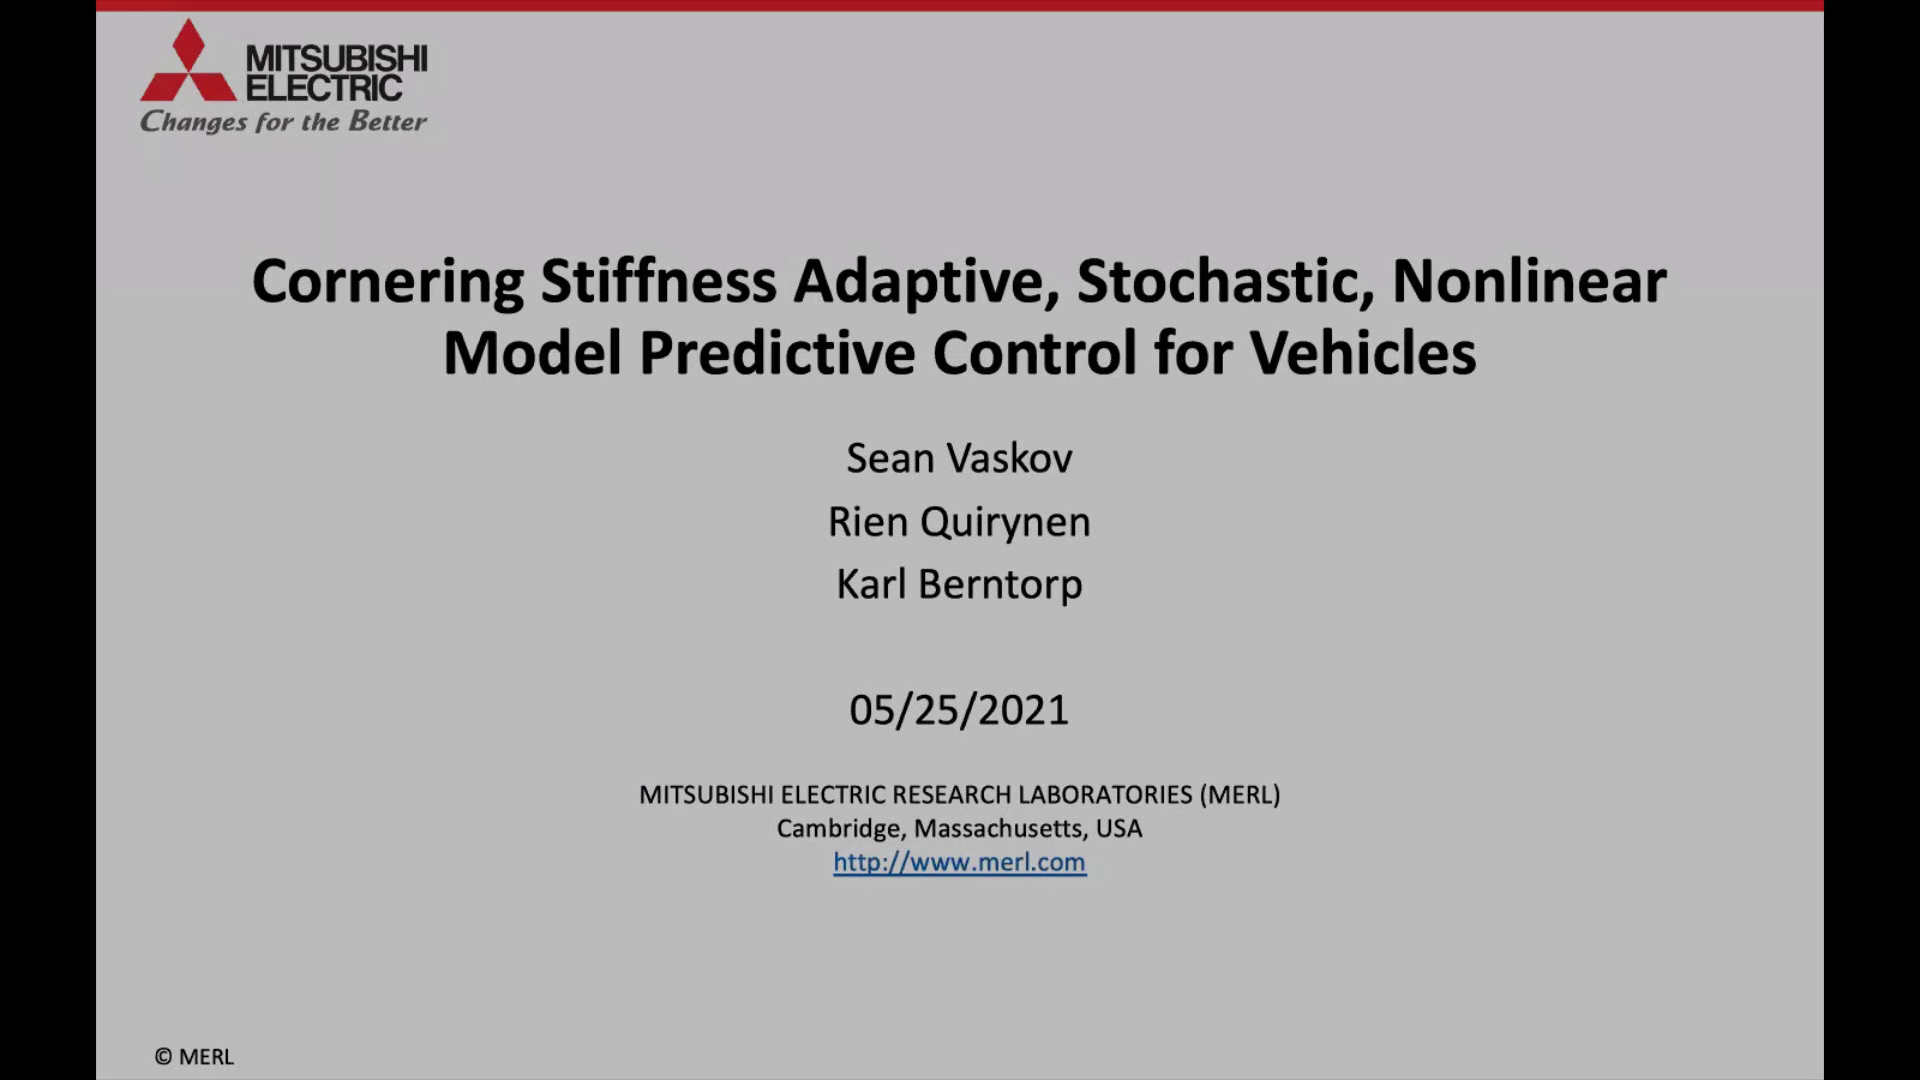 MITSUBISHI
ELECTRIC
Changes for the Better
Cornering Stiffness Adaptive, Stochastic, Nonlinear
Model Predictive Control for Vehicles
Sean Vaskov
Rien Quirynen
Karl Berntorp
05/25/2021
MITSUBISHI ELECTRIC RESEARCH LABORATORIES (MERL)
Cambridge, Massachusetts, USA
http://www.merl.com
© MERL